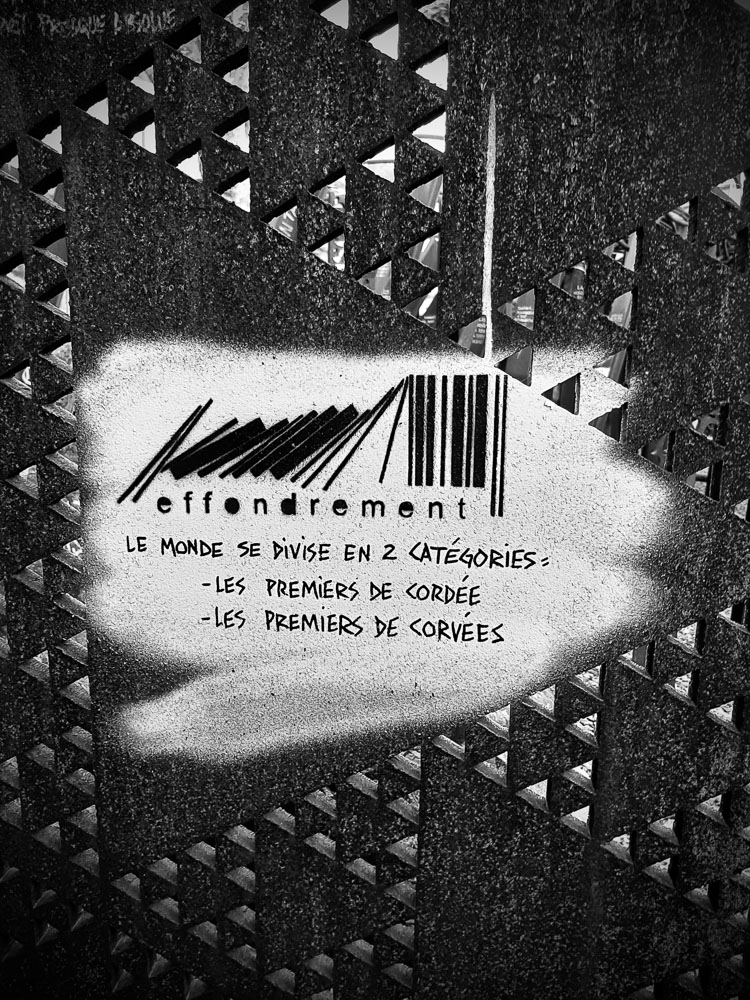 effondrement
LE MONDE SE DIVISE EN 2 CATÉGORIES:
-LES PREMIERS DE CORDÉE
-LES PREMIERS DE CORVÉES